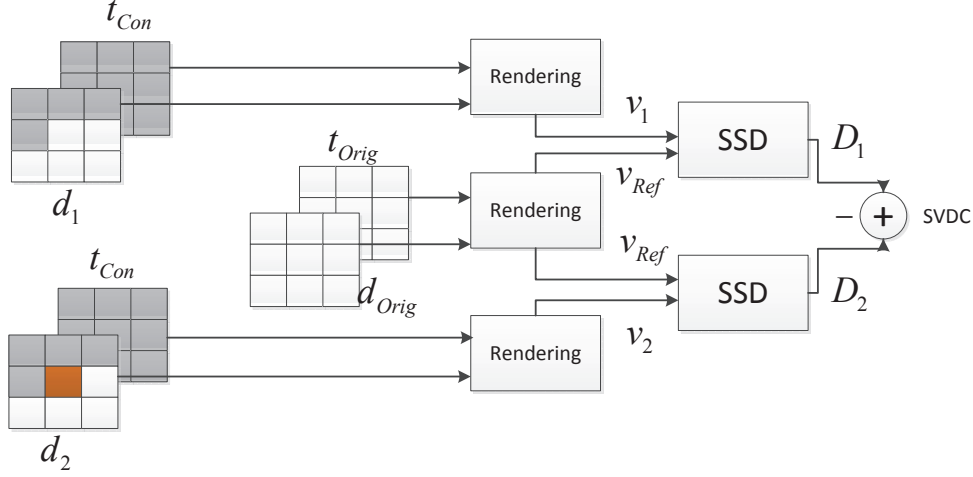 t_Con
Rendering
v_1
SSD
D_1
d_1
t_Orig
v_Ref
Rendering
− + SVDC
t_Con
v_Ref
d_Orig
SSD
D_2
v_2
Rendering
d_2